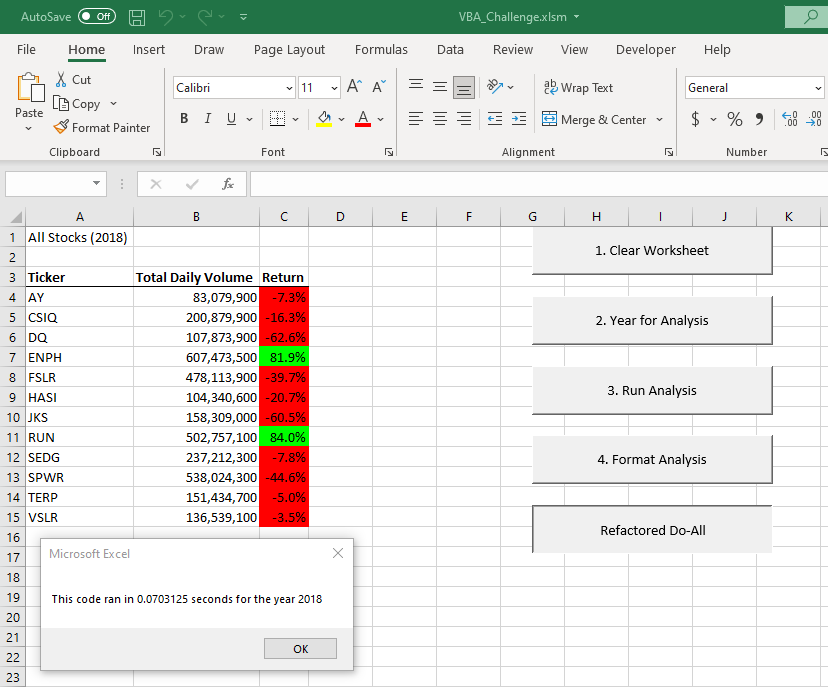 AutoSave Off VBA_Challenge.xlsm
File Home Insert Draw Page Layout Formulas Data Review View Developer Help
Paste
Cut
Copy
Format Painter
Calibri 11 A A
B I U A
ab Wrap Text
Merge & Center
General
$ % 9 .00 .00
Clipboard Font Alignment Number
fx
A B C D E F G H I J K
1 All Stocks (2018)
2
3 Ticker Total Daily Volume Return
4 AY 83,079,900 -7.3%
5 CSIQ 200,879,900 -16.3%
6 DQ 107,873,900 -62.6%
7 ENPH 607,473,500 81.9%
8 FSLR 478,113,900 -39.7%
9 HASI 104,340,600 -20.7%
10 JKS 158,309,000 -60.5%
11 RUN 502,757,100 84.0%
12 SEDG 237,212,300 -7.8%
13 SPWR 538,024,300 -44.6%
14 TERP 151,434,700 -5.0%
15 VSLR 136,539,100 -3.5%
16
17
18
19
20
21
22
23
1. Clear Worksheet
2. Year for Analysis
3. Run Analysis
4. Format Analysis
Refactored Do-All
Microsoft Excel
This code ran in 0.0703125 seconds for the year 2018
OK